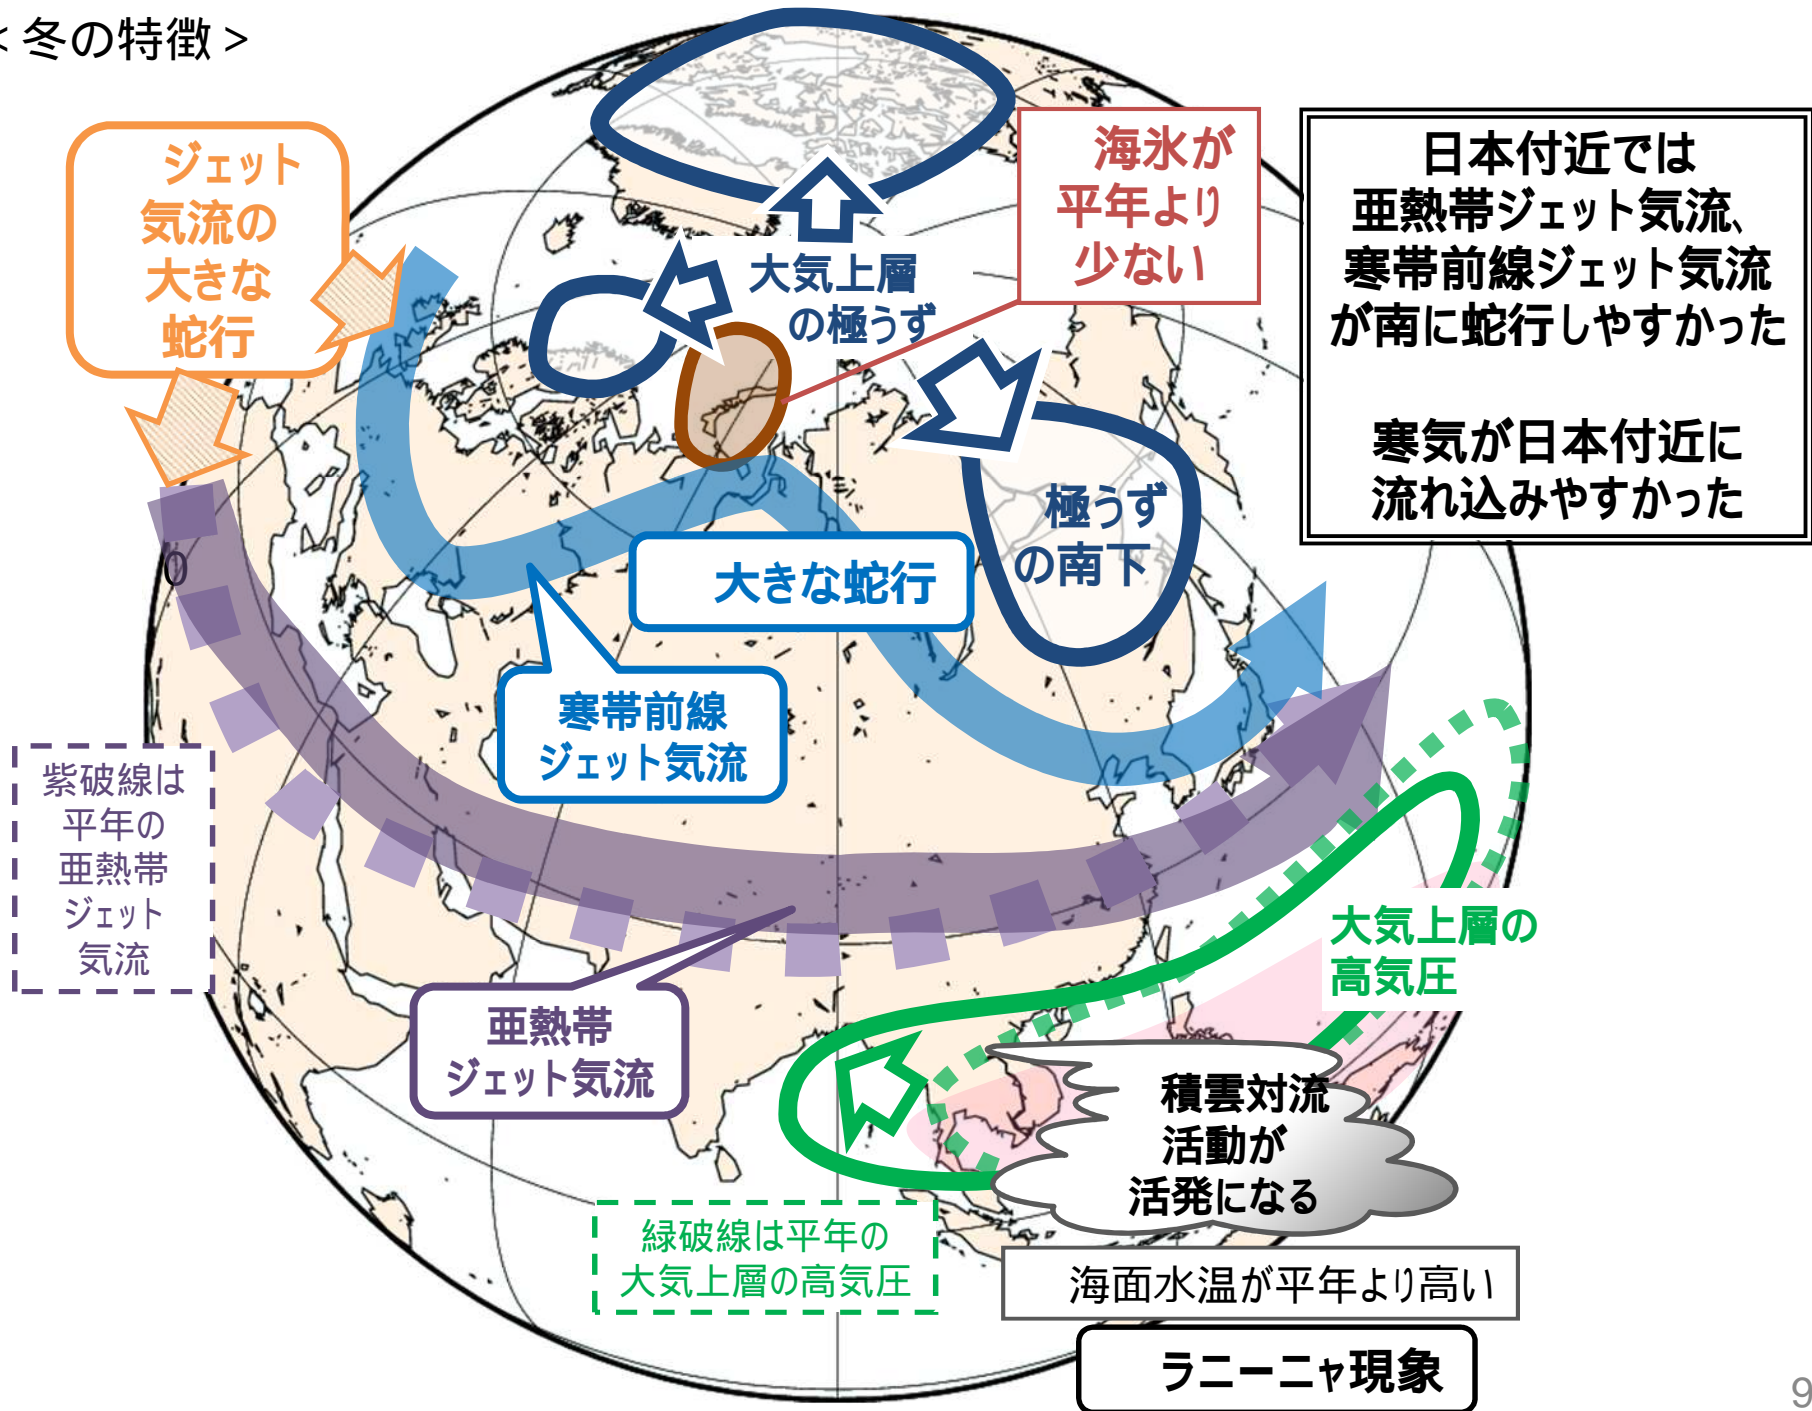 <冬の特徴>
ジェット
気流の
大きな
蛇行
海氷が
平年より
少ない
日本付近では
亜熱帯ジェット気流、
寒帯前線ジェット気流
が南に蛇行しやすかった
寒気が日本付近に
流れ込みやすかった
大気上層
の極うず
極うず
の南下
大きな蛇行
0
寒帯前線
ジェット気流
紫破線は
平年の
亜熱帯
ジェット
気流
大気上層の
高気圧
亜熱帯
ジェット気流
積雲対流
活動が
活発になる
緑破線は平年の
大気上層の高気圧
海面水温が平年より高い
ラニーニャ現象
9